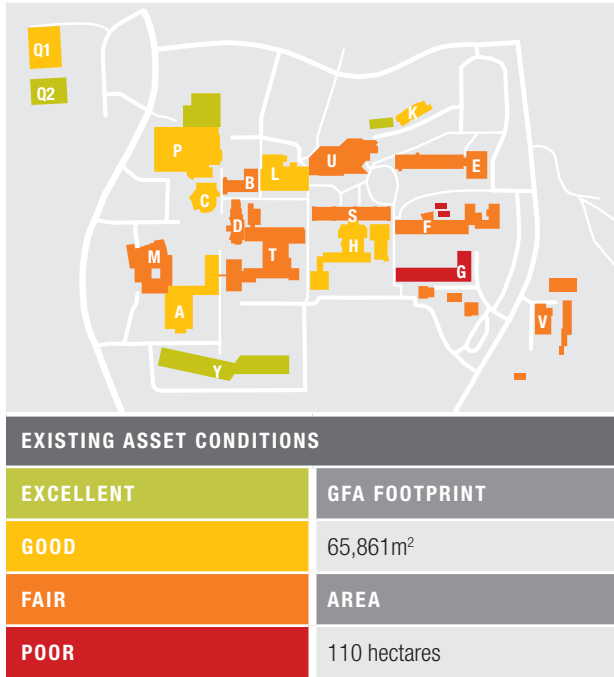 Q1
Q2
K
P
U
E
L
B
C
S
D
F
H
M
T
G
A
V
Y
EXISTING ASSET CONDITIONS
EXCELLENT
GFA FOOTPRINT
GOOD
65,861m²
FAIR
AREA
POOR
110 hectares